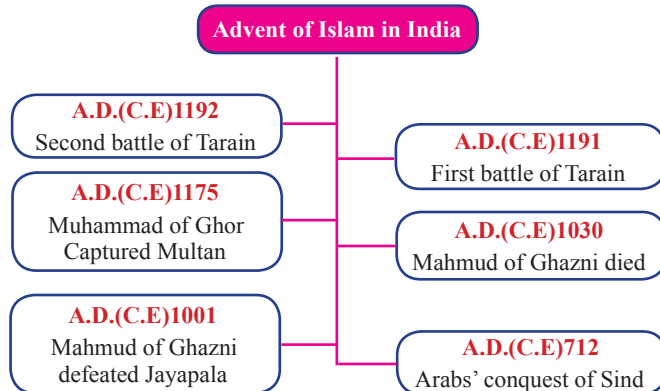 Advent of Islam in India
A.D.(C.E)1192
Second battle of Tarain
A.D.(C.E)1191
First battle of Tarain
A.D.(C.E)1175
Muhammad of Ghor
Captured Multan
A.D.(C.E)1030
Mahmud of Ghazni died
A.D.(C.E)1001
Mahmud of Ghazni
defeated Jayapala
A.D.(C.E)712
Arabs’ conquest of Sind